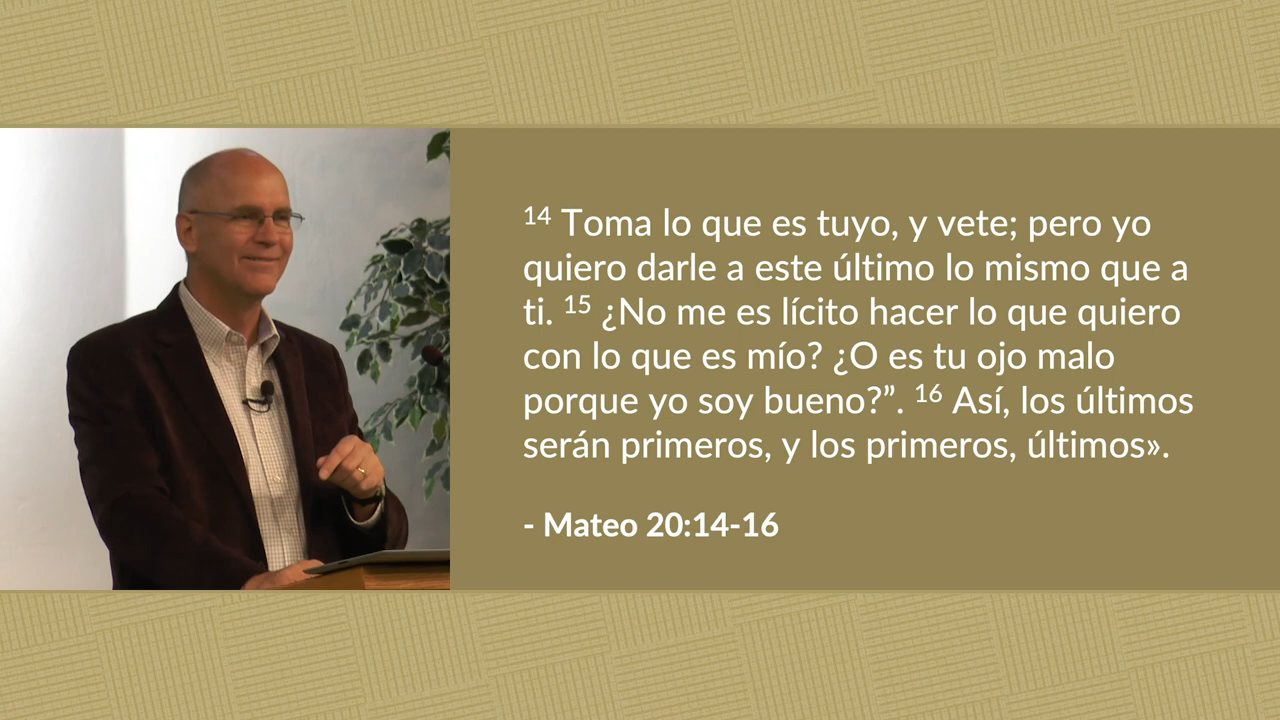 14 Toma lo que es tuyo, y vete; pero yo
quiero darle a este último lo mismo que a
ti. 15 ¿No me es lícito hacer lo que quiero
con lo que es mío? ¿O es tu ojo malo
porque yo soy bueno?”. 16 Así, los últimos
serán primeros, y los primeros, últimos».
- Mateo 20:14-16